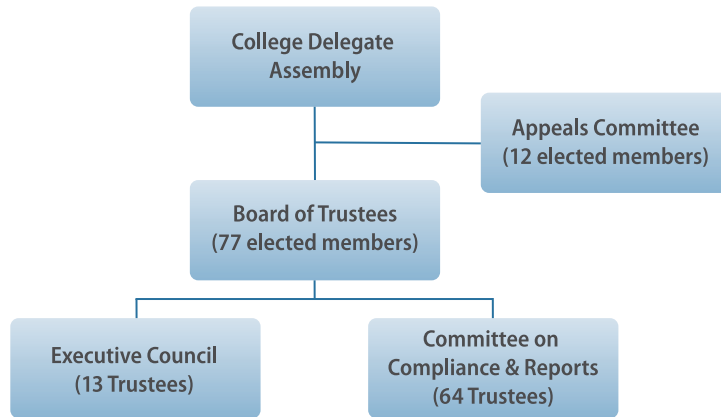 College Delegate
Assembly
Appeals Committee
(12 elected members)
Board of Trustees
(77 elected members)
Executive Council
(13 Trustees)
Committee on
Compliance & Reports
(64 Trustees)